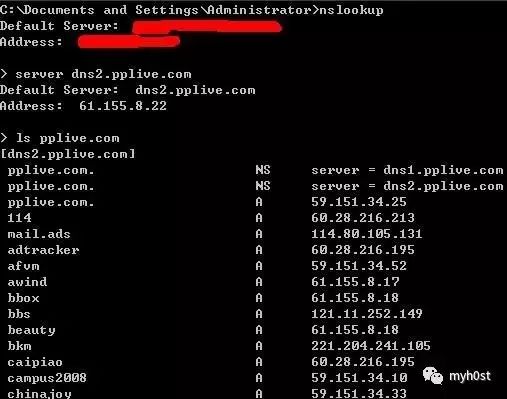 C:\Documents and Settings\Administrator>nslookup
Default Server:
Address:
> server dns2.pplive.com
Default Server:  dns2.pplive.com
Address:  61.155.8.22
> ls pplive.com
[dns2.pplive.com]
pplive.com. NS server = dns1.pplive.com
pplive.com. NS server = dns2.pplive.com
pplive.com. A 59.151.34.25
114 A 60.28.216.213
mail.ads A 114.80.105.131
adtracker A 60.28.216.195
afvm A 59.151.34.52
awind A 61.155.8.17
bbox A 61.155.8.18
bbs A 121.11.252.149
beauty A 61.155.8.18
bkm A 221.204.241.105
caipiao A 60.28.216.195
campus2008 A 59.151.34.10
chinajoy A 59.151.34.33
myh0st